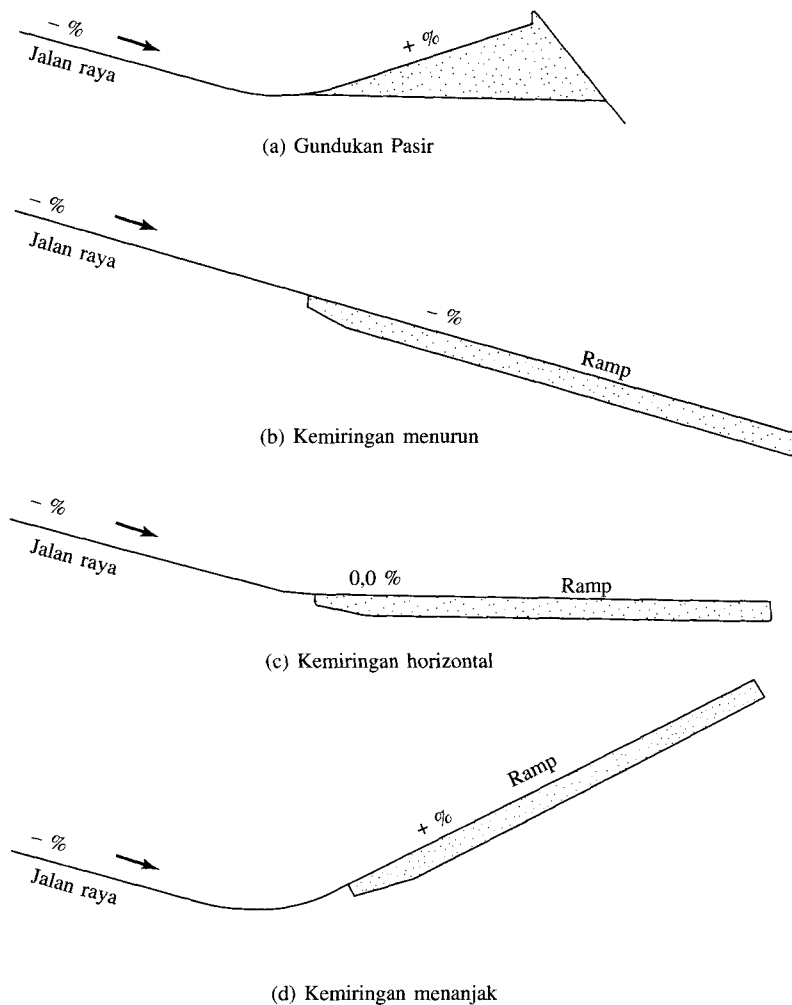 - %
Jalan raya
+ %
(a) Gundukan Pasir
- %
Jalan raya
- %
Ramp
(b) Kemiringan menurun
- %
Jalan raya
0,0 %
Ramp
(c) Kemiringan horizontal
- %
Jalan raya
+ %
Ramp
(d) Kemiringan menanjak